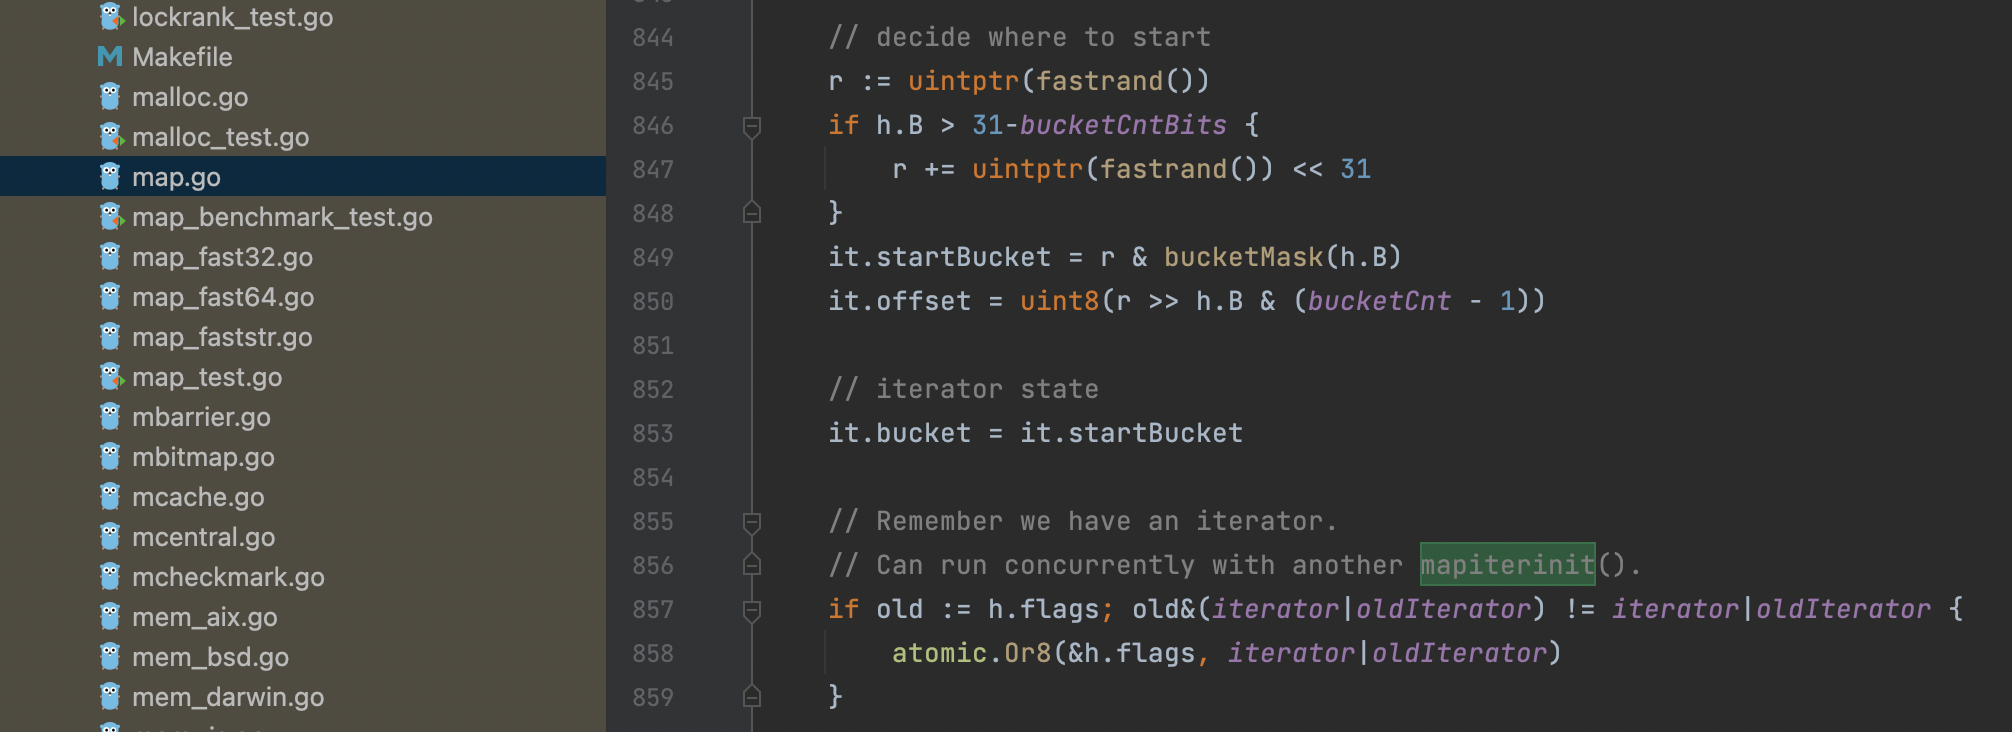 lockrank_test.go
Makefile
malloc.go
malloc_test.go
map.go
map_benchmark_test.go
map_fast32.go
map_fast64.go
map_faststr.go
map_test.go
mbarrier.go
mbitmap.go
mcache.go
mcentral.go
mcheckmark.go
mem_aix.go
mem_bsd.go
mem_darwin.go
844 // decide where to start
845 r := uintptr(fastrand())
846 if h.B > 31-bucketCntBits {
847 r += uintptr(fastrand()) << 31
848 }
849 it.startBucket = r & bucketMask(h.B)
850 it.offset = uint8(r >> h.B & (bucketCnt - 1))
851
852 // iterator state
853 it.bucket = it.startBucket
854
855 // Remember we have an iterator.
856 // Can run concurrently with another mapiterinit().
857 if old := h.flags; old&(iterator|oldIterator) != iterator|oldIterator {
858 atomic.Or8(&h.flags, iterator|oldIterator)
859 }